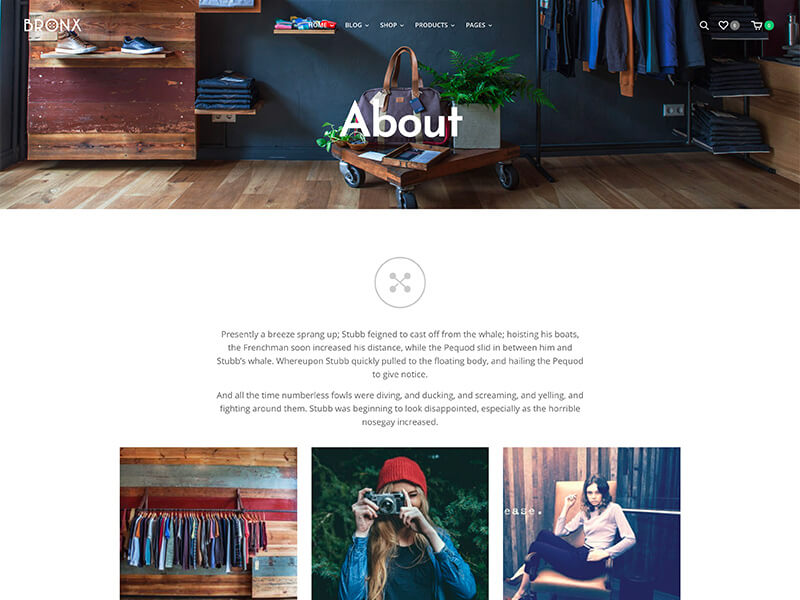 BRONX
HOME BLOG SHOP PRODUCTS PAGES
6 0
About
Presently a breeze sprang up; Stubb feigned to cast off from the whale; hoisting his boats,
the Frenchman soon increased his distance, while the Pequod slid in between him and
Stubb's whale. Whereupon Stubb quickly pulled to the floating body, and hailing the Pequod
to give notice.
And all the time numberless fowls were diving, and ducking, and screaming, and yelling, and
fighting around them. Stubb was beginning to look disappointed, especially as the horrible
nosegay increased.
ease.